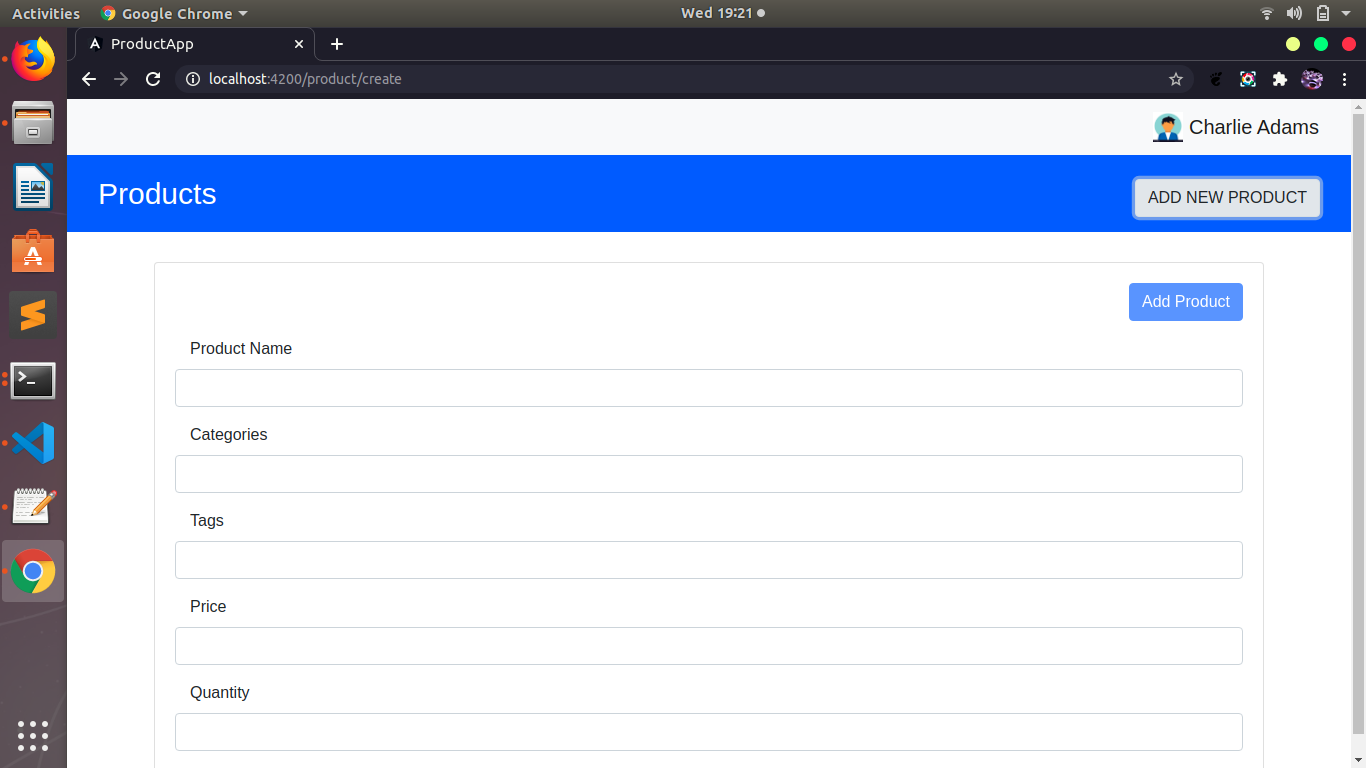 Activities Google Chrome Wed 19:21
ProductApp
localhost:4200/product/create
Charlie Adams
Products ADD NEW PRODUCT
Add Product
Product Name
Categories
Tags
Price
Quantity